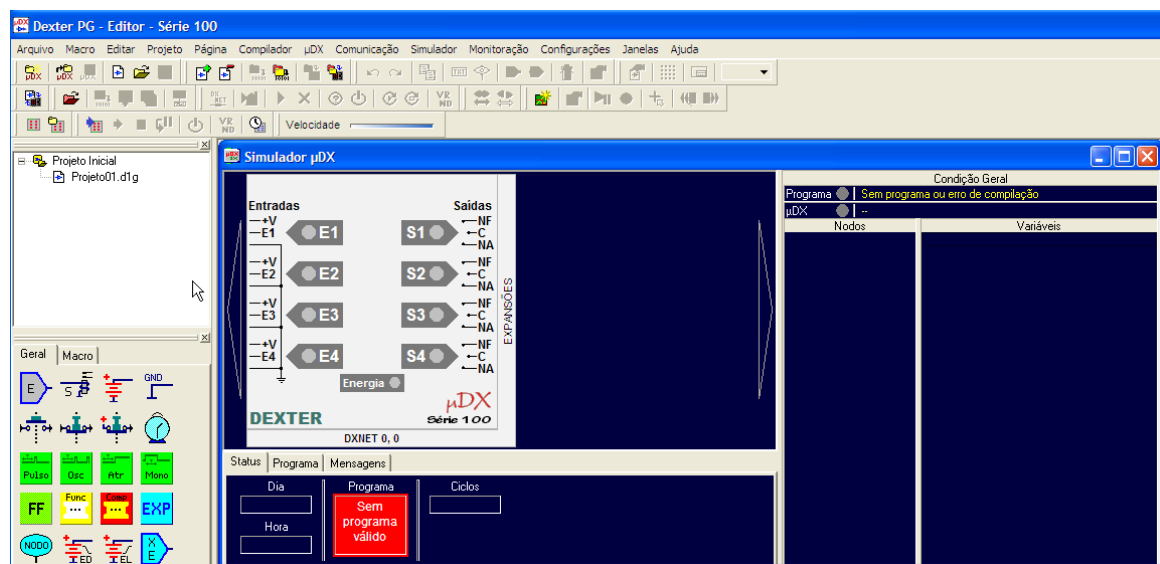 Dexter PG - Editor - Série 100
Arquivo Macro Editar Projeto Página Compilador µDX Comunicação Simulador Monitoração Configurações Janelas Ajuda
Velocidade
Projeto Inicial
Projeto01.d1g
Geral Macro
E S GND
Pulso Osc Atr Mono
FF Func ... Comp ... EXP
NODO ED EL X E
Simulador µDX
Entradas Saídas
+V NF
E1 E1 S1 C
NA
+V NF
E2 E2 S2 C
NA
+V NF
E3 E3 S3 C
NA
+V NF
E4 E4 S4 C
NA
EXPANSÕES
Energia
µDX
DEXTER Série 100
DXNET 0, 0
Condição Geral
Programa Sem programa ou erro de compilação
µDX --
Nodos Variáveis
Status Programa Mensagens
Dia Programa Ciclos
Sem
programa
válido
Hora